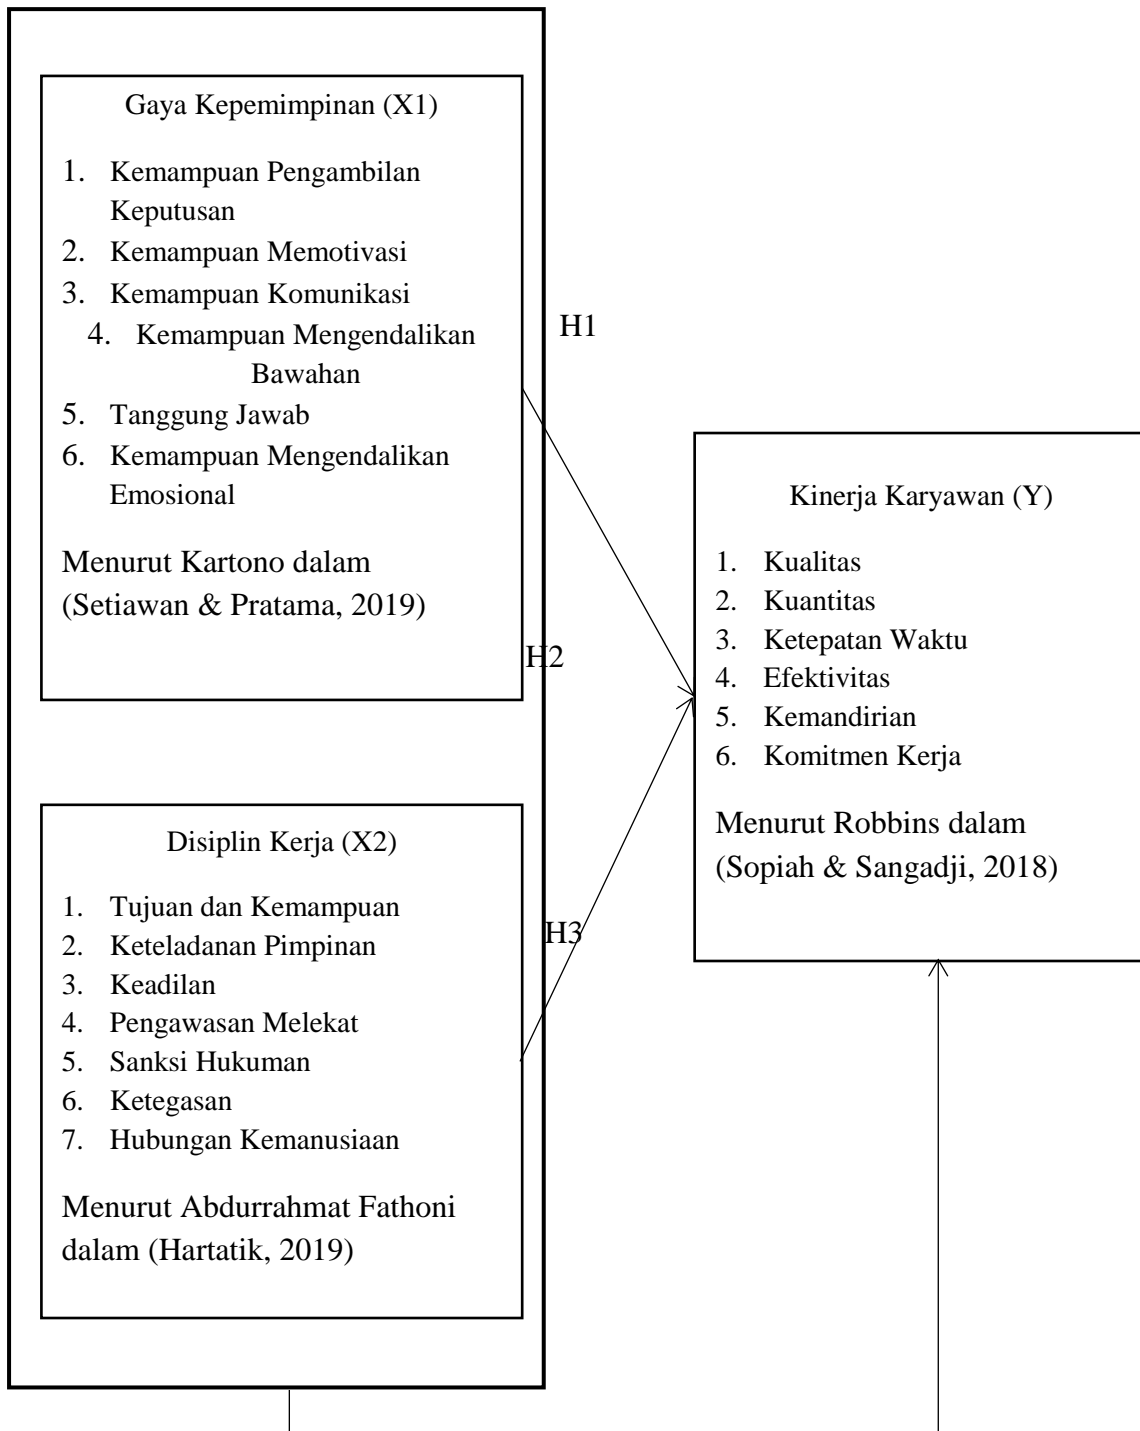 Gaya Kepemimpinan (X1)
1. Kemampuan Pengambilan
Keputusan
2. Kemampuan Memotivasi
3. Kemampuan Komunikasi
4. Kemampuan Mengendalikan
Bawahan
5. Tanggung Jawab
6. Kemampuan Mengendalikan
Emosional
Menurut Kartono dalam
(Setiawan & Pratama, 2019)
H1
H2
Disiplin Kerja (X2)
1. Tujuan dan Kemampuan
2. Keteladanan Pimpinan
3. Keadilan
4. Pengawasan Melekat
5. Sanksi Hukuman
6. Ketegasan
7. Hubungan Kemanusiaan
Menurut Abdurrahmat Fathoni
dalam (Hartatik, 2019)
H3
Kinerja Karyawan (Y)
1. Kualitas
2. Kuantitas
3. Ketepatan Waktu
4. Efektivitas
5. Kemandirian
6. Komitmen Kerja
Menurut Robbins dalam
(Sopiah & Sangadji, 2018)